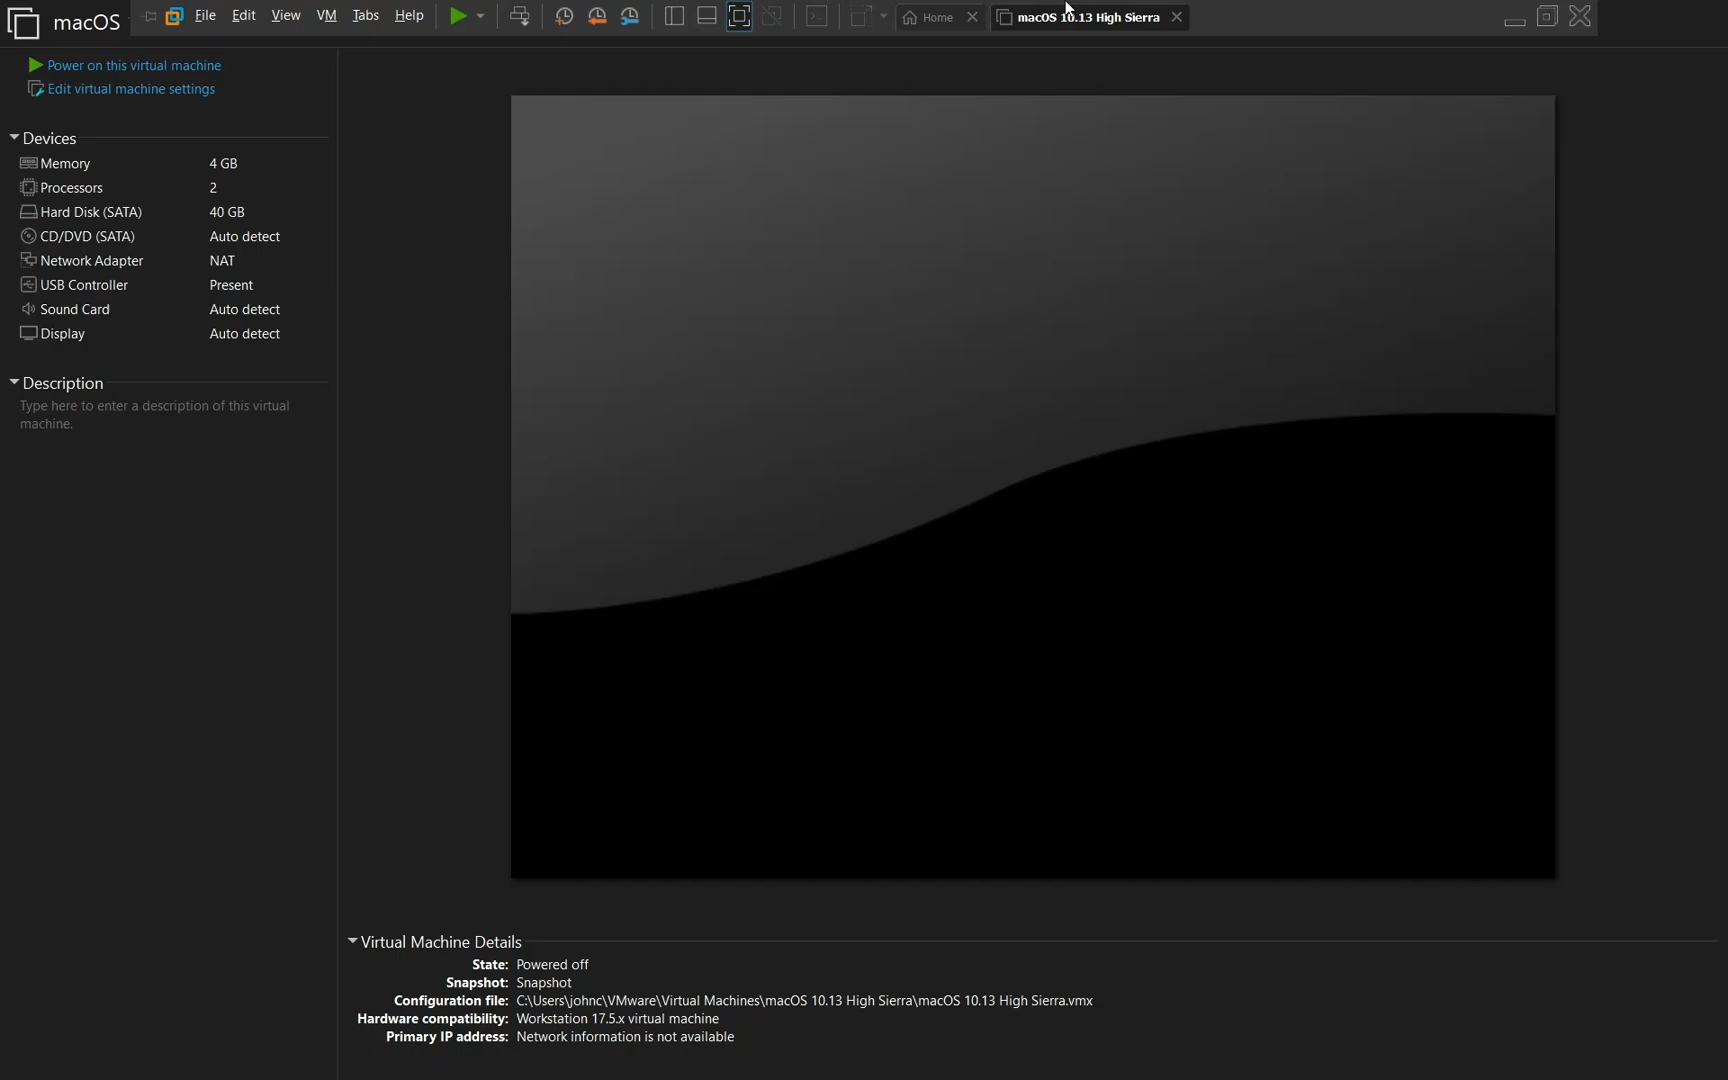 macOS
File Edit View VM Tabs Help
Home
macOS 10.13 High Sierra
Power on this virtual machine
Edit virtual machine settings
Devices
Memory 4 GB
Processors 2
Hard Disk (SATA) 40 GB
CD/DVD (SATA) Auto detect
Network Adapter NAT
USB Controller Present
Sound Card Auto detect
Display Auto detect
Description
Type here to enter a description of this virtual
machine.
Virtual Machine Details
State: Powered off
Snapshot: Snapshot
Configuration file: C:\Users\johnc\VMware\Virtual Machines\macOS 10.13 High Sierra\macOS 10.13 High Sierra.vmx
Hardware compatibility: Workstation 17.5.x virtual machine
Primary IP address: Network information is not available